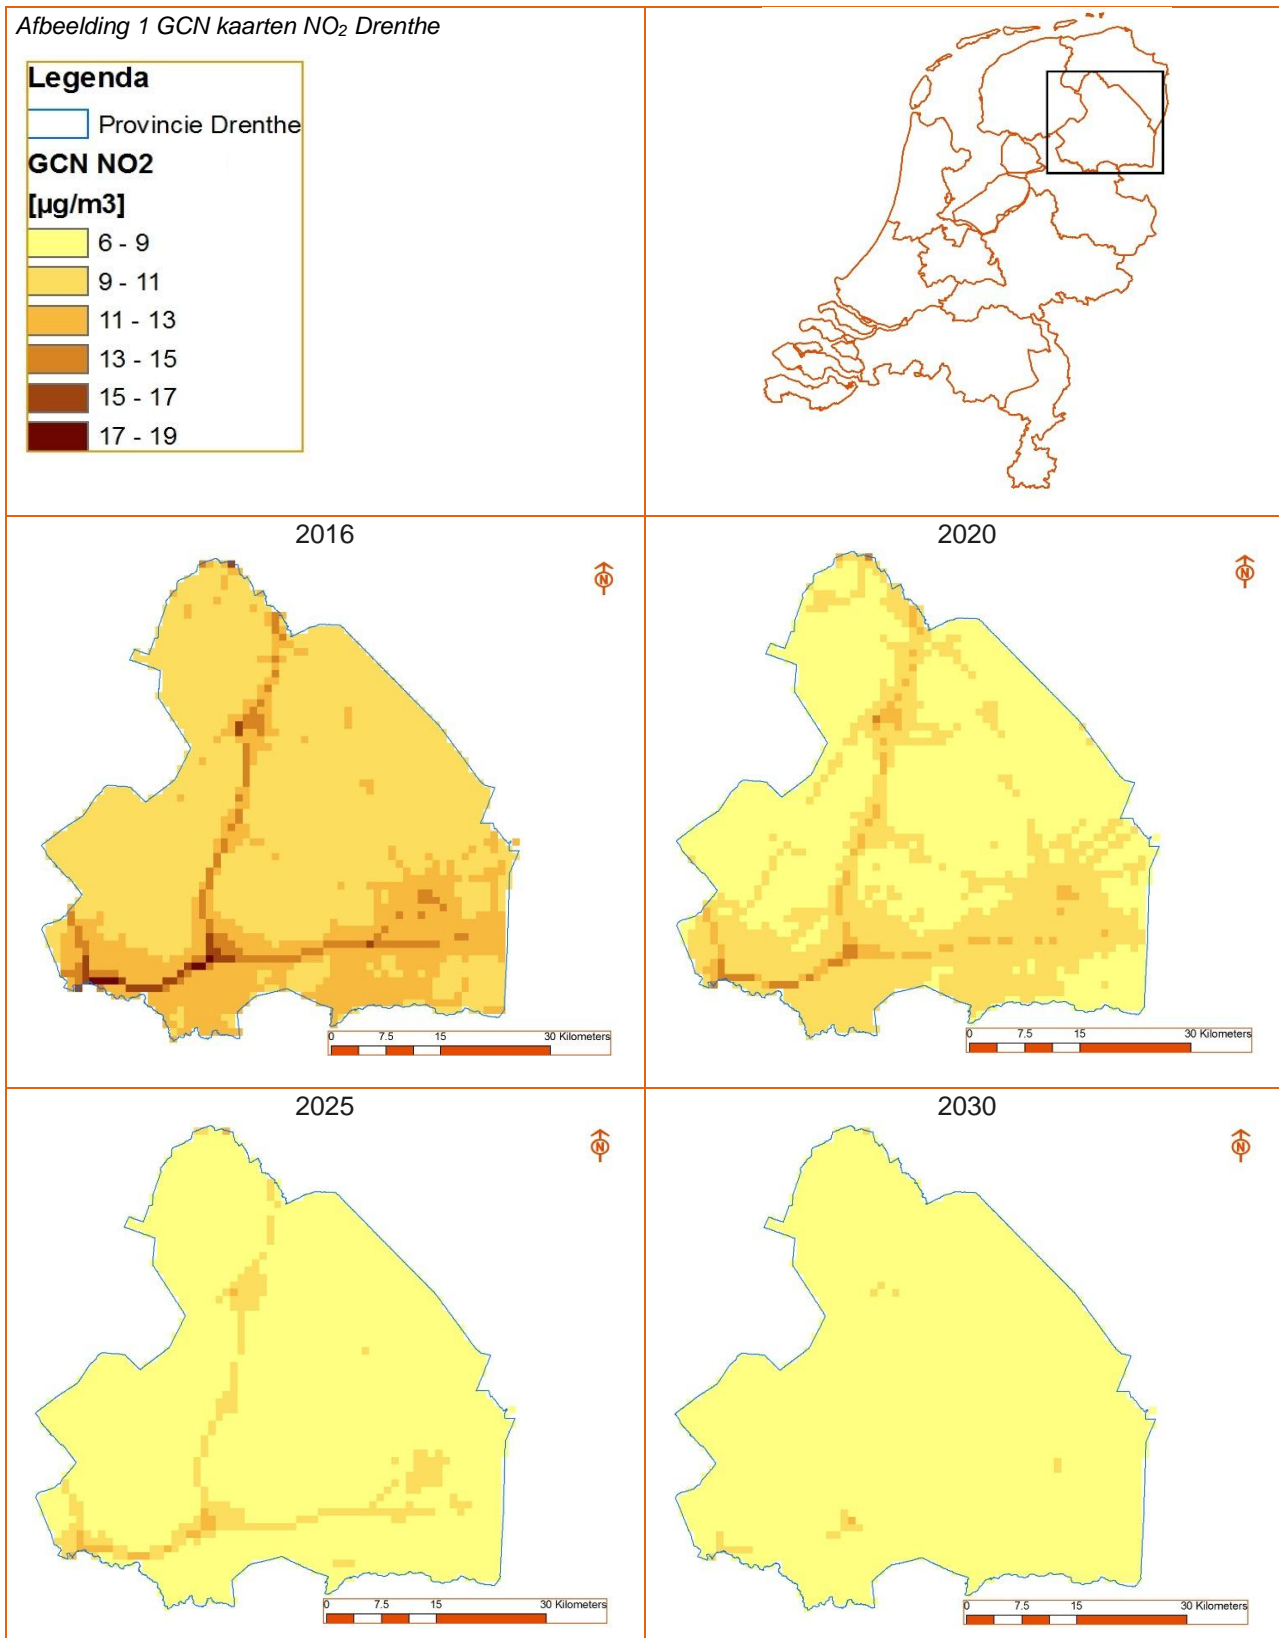 Afbeelding 1 GCN kaarten NO₂ Drenthe
Legenda
Provincie Drenthe
GCN NO2
[µg/m3]
6 - 9
9 - 11
11 - 13
13 - 15
15 - 17
17 - 19
2016
N
0 7.5 15 30 Kilometers
2020
N
0 7.5 15 30 Kilometers
2025
N
0 7.5 15 30 Kilometers
2030
N
0 7.5 15 30 Kilometers